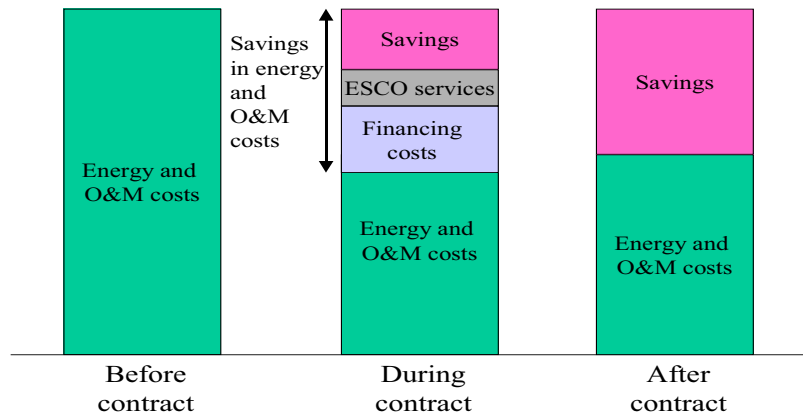 Energy and
O&M costs
Savings
in energy
and
O&M
costs
Savings
ESCO services
Financing
costs
Energy and
O&M costs
Savings
Energy and
O&M costs
Before
contract
During
contract
After
contract